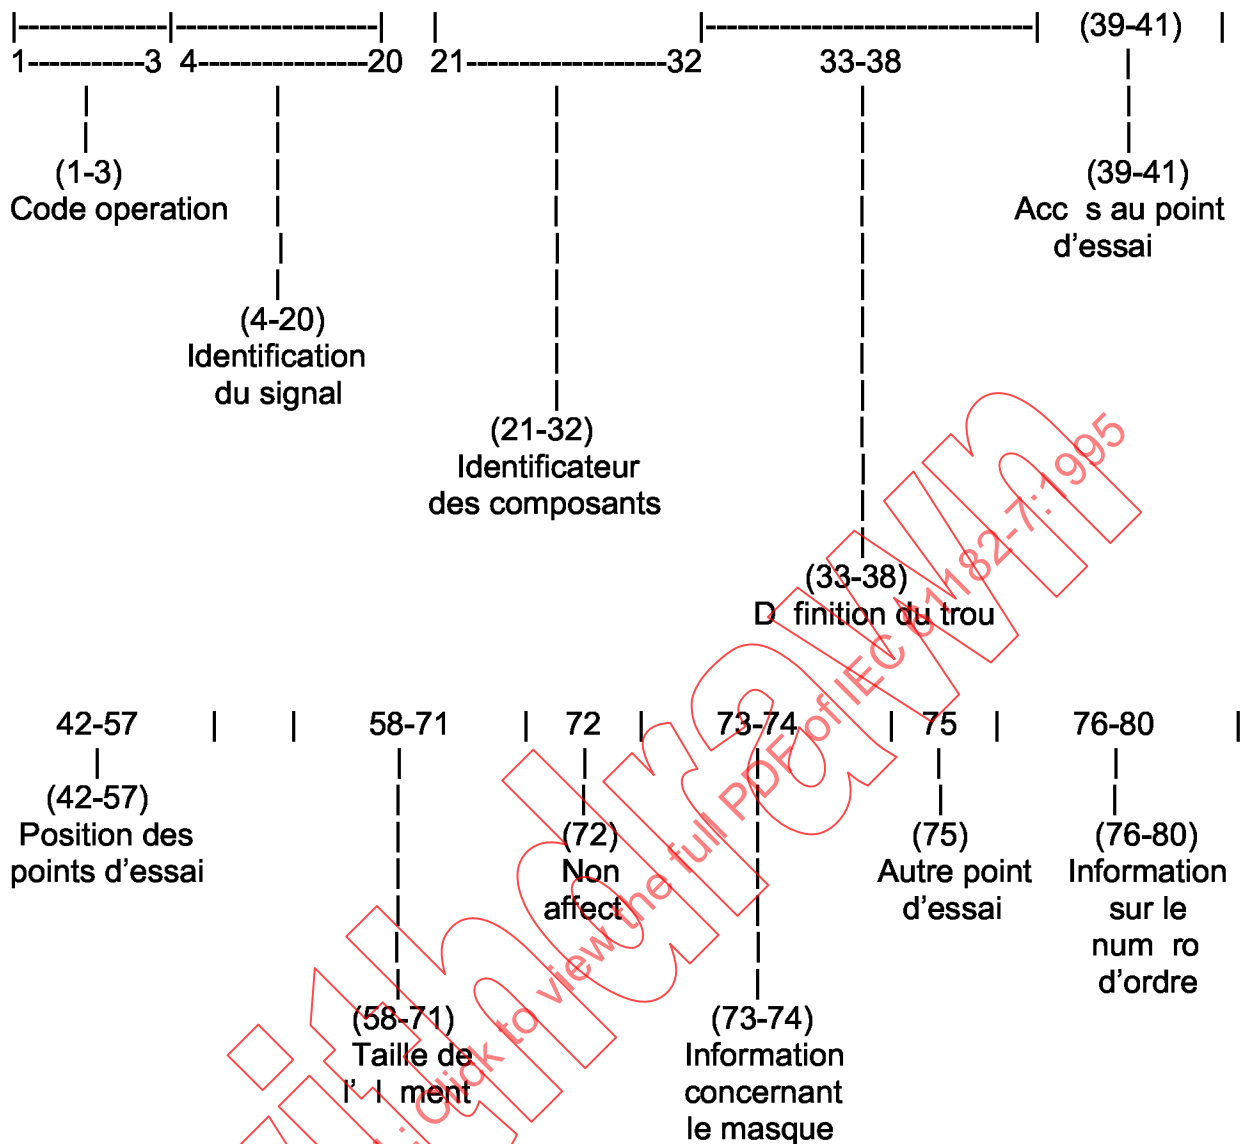 |---------------|--------------------| |--------------------------------| (39-41) |
1-----------3 4-----------------20 21----------------------32 33-38
(1-3)
Code operation
(39-41)
Acc s au point
d'essai
(4-20)
Identification
du signal
(21-32)
Identificateur
des composants
(33-38)
D finition du trou
42-57 | | 58-71 | 72 | 73-74 | 75 | 76-80 |
(42-57)
Position des
points d'essai
(72)
Non
affect
(75)
Autre point
d'essai
(76-80)
Information
sur le
num ro
d'ordre
(58-71)
Taille de
l' l ment
(73-74)
Information
concernant
le masque
withdrawn
: Click to view the full PDF of IEC 61182-7:1995